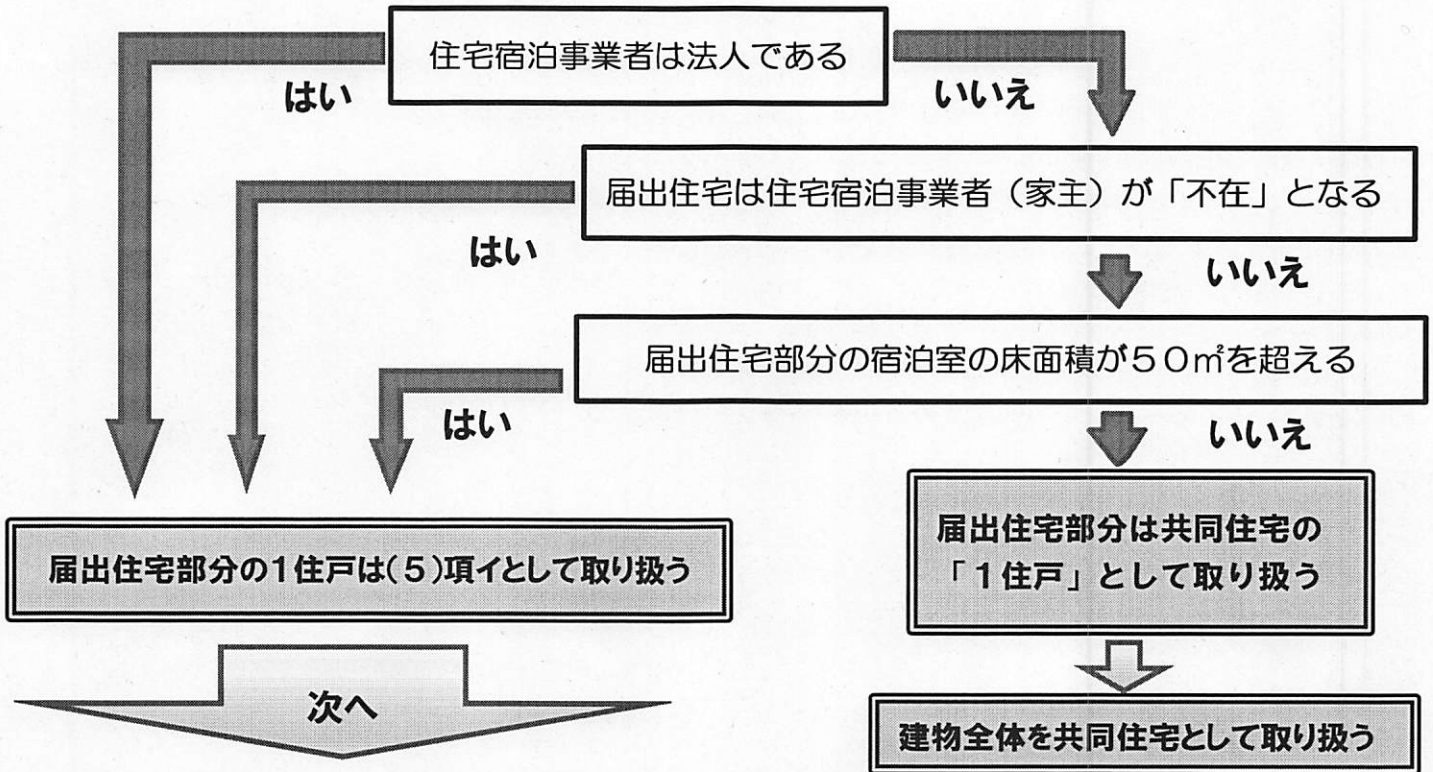 住宅宿泊事業者は法人である
はい
いいえ
届出住宅は住宅宿泊事業者（家主）が「不在」となる
はい
いいえ
届出住宅部分の宿泊室の床面積が５０㎡を超える
はい
いいえ
届出住宅部分の１住戸は（５）項イとして取り扱う
届出住宅部分は共同住宅の
「１住戸」として取り扱う
次へ
建物全体を共同住宅として取り扱う